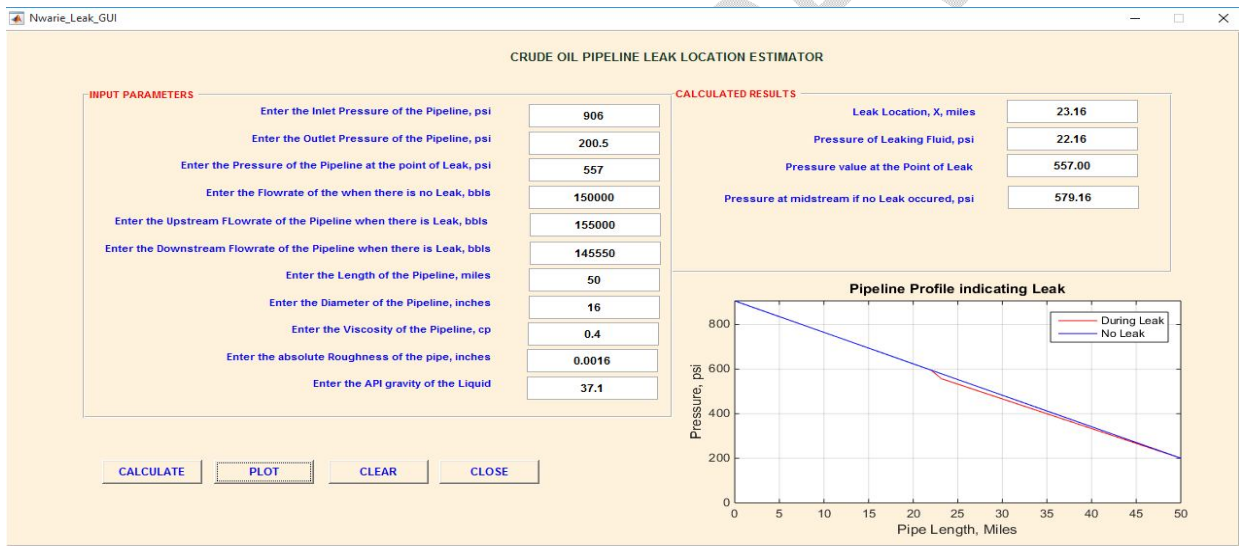 Nwarie_Leak_GUI
CRUDE OIL PIPELINE LEAK LOCATION ESTIMATOR
INPUT PARAMETERS
Enter the Inlet Pressure of the Pipeline, psi 906
Enter the Outlet Pressure of the Pipeline, psi 200.5
Enter the Pressure of the Pipeline at the point of Leak, psi 557
Enter the Flowrate of the when there is no Leak, bbls 150000
Enter the Upstream FLowrate of the Pipeline when there is Leak, bbls 155000
Enter the Downstream Flowrate of the Pipeline when there is Leak, bbls 145550
Enter the Length of the Pipeline, miles 50
Enter the Diameter of the Pipeline, inches 16
Enter the Viscosity of the Pipeline, cp 0.4
Enter the absolute Roughness of the pipe, inches 0.0016
Enter the API gravity of the Liquid 37.1
CALCULATE PLOT CLEAR CLOSE
CALCULATED RESULTS
Leak Location, X, miles 23.16
Pressure of Leaking Fluid, psi 22.16
Pressure value at the Point of Leak 557.00
Pressure at midstream if no Leak occured, psi 579.16
Pipeline Profile indicating Leak
During Leak
No Leak
Pressure, psi
800
600
400
200
0
0 5 10 15 20 25 30 35 40 45 50
Pipe Length, Miles